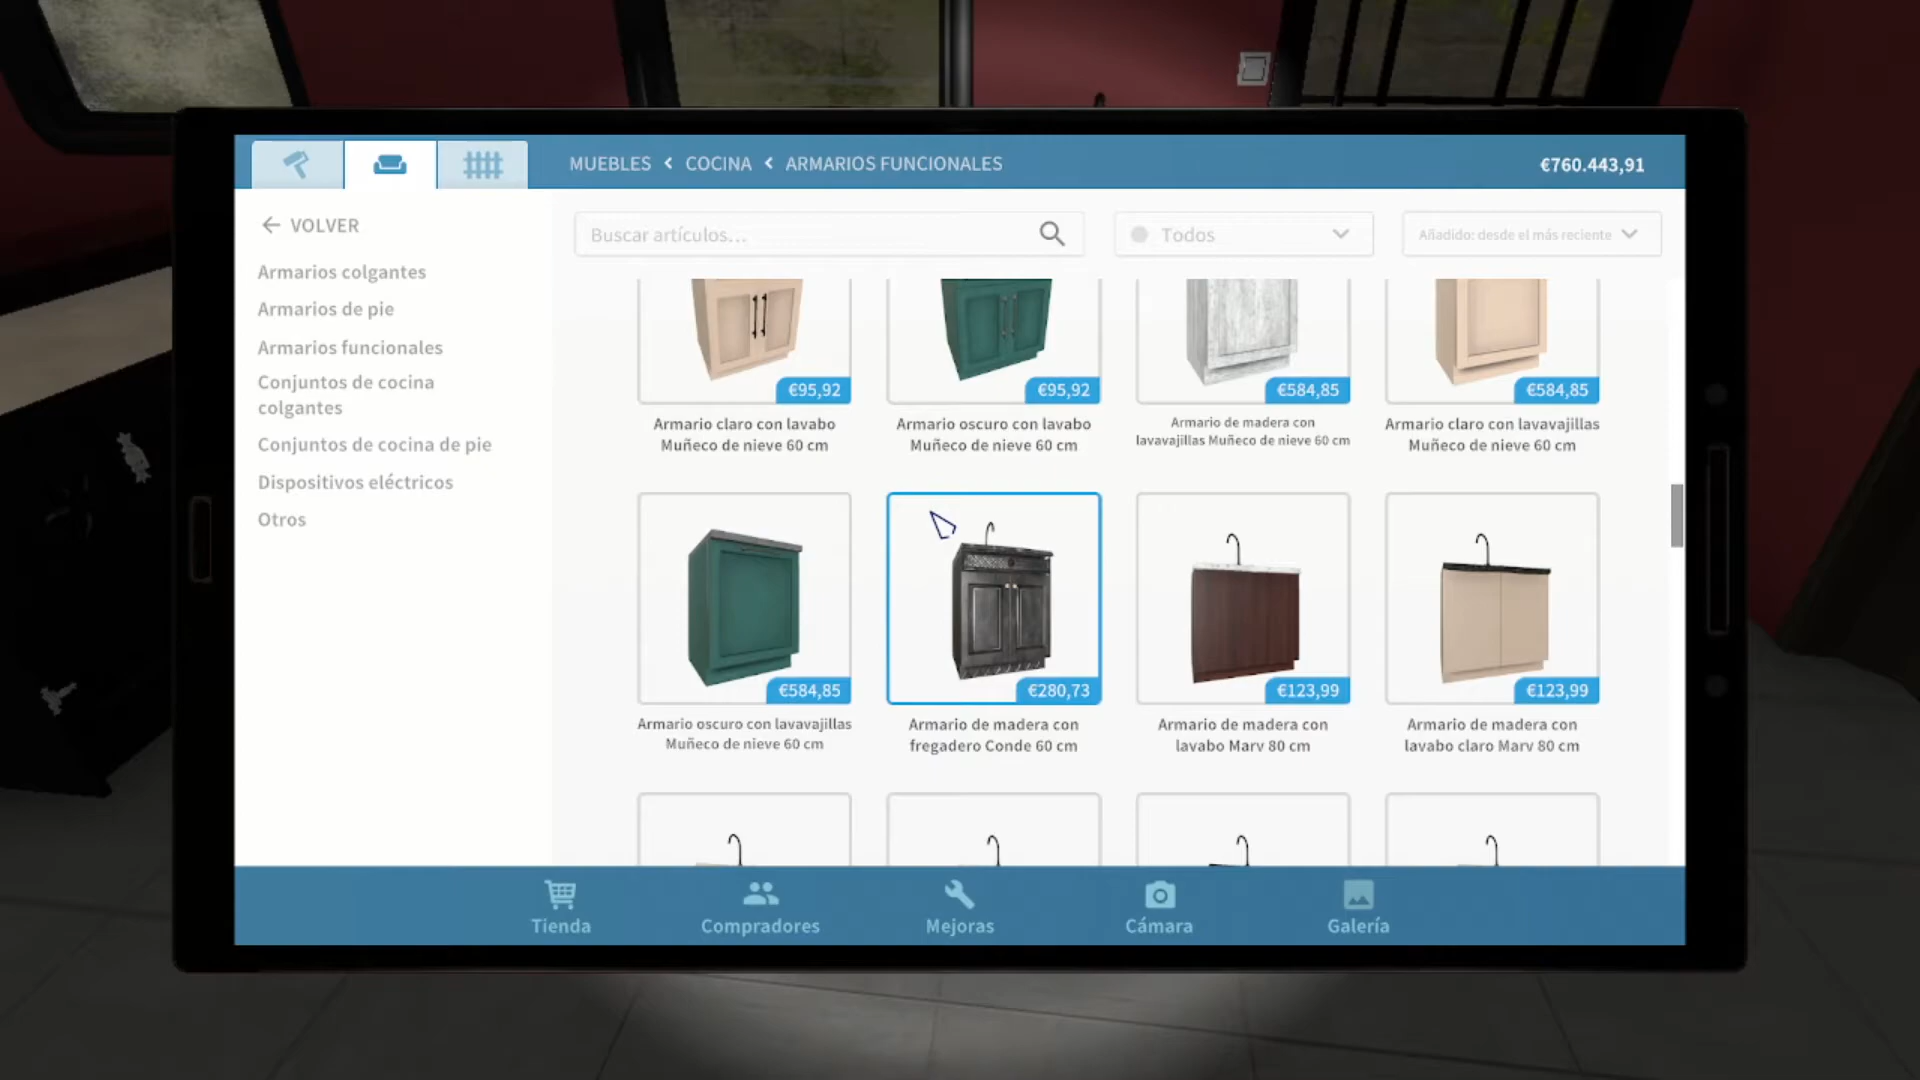 MUEBLES < COCINA < ARMARIOS FUNCIONALES
€760.443,91
VOLVER
Armarios colgantes
Armarios de pie
Armarios funcionales
Conjuntos de cocina
colgantes
Conjuntos de cocina de pie
Dispositivos eléctricos
Otros
Buscar artículos...
Todos
Añadido: desde el más reciente
€95,92
€95,92
€584,85
€584,85
Armario claro con lavabo
Muñeco de nieve 60 cm
Armario oscuro con lavabo
Muñeco de nieve 60 cm
Armario de madera con
lavavajillas Muñeco de nieve 60 cm
Armario claro con lavavajillas
Muñeco de nieve 60 cm
€584,85
€280,73
€123,99
€123,99
Armario oscuro con lavavajillas
Muñeco de nieve 60 cm
Armario de madera con
fregadero Conde 60 cm
Armario de madera con
lavabo Marv 80 cm
Armario de madera con
lavabo claro Marv 80 cm
Tienda
Compradores
Mejoras
Cámara
Galería